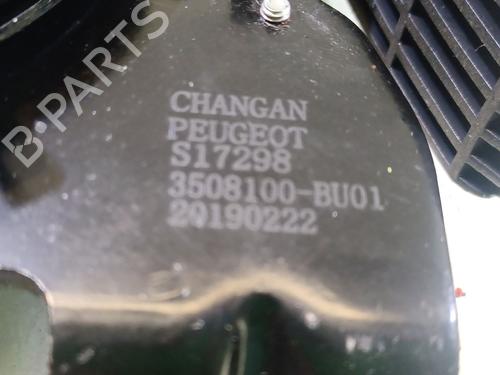 B-PARTS
CHANGAN
PEUGEOT
S17298
3508100-BU01
20190222